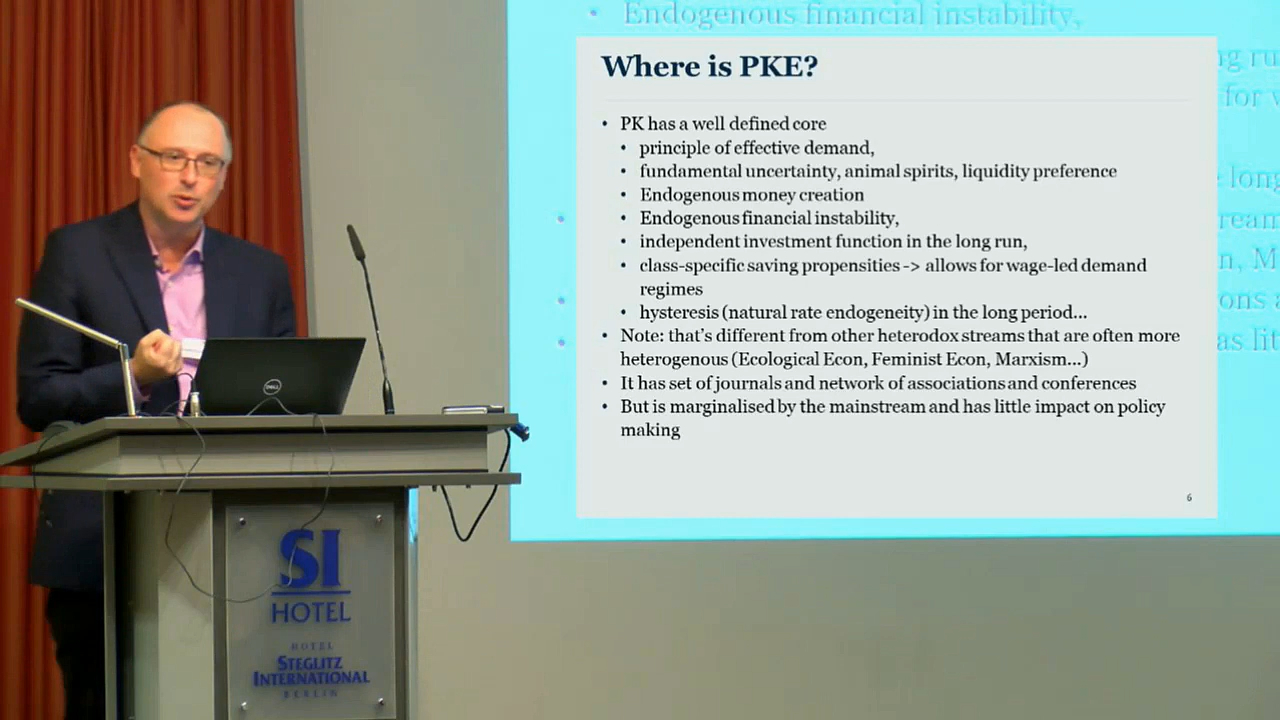 Endogenous financial instability,
Where is PKE?
• PK has a well defined core
• principle of effective demand,
• fundamental uncertainty, animal spirits, liquidity preference
• Endogenous money creation
• Endogenous financial instability,
• independent investment function in the long run,
• class-specific saving propensities -> allows for wage-led demand
regimes
• hysteresis (natural rate endogeneity) in the long period...
• Note: that's different from other heterodox streams that are often more
heterogenous (Ecological Econ, Feminist Econ, Marxism...)
• It has set of journals and network of associations and conferences
• But is marginalised by the mainstream and has little impact on policy
making
6
DELL
SI
HOTEL
HOTEL
STEGLITZ
INTERNATIONAL
BERLIN